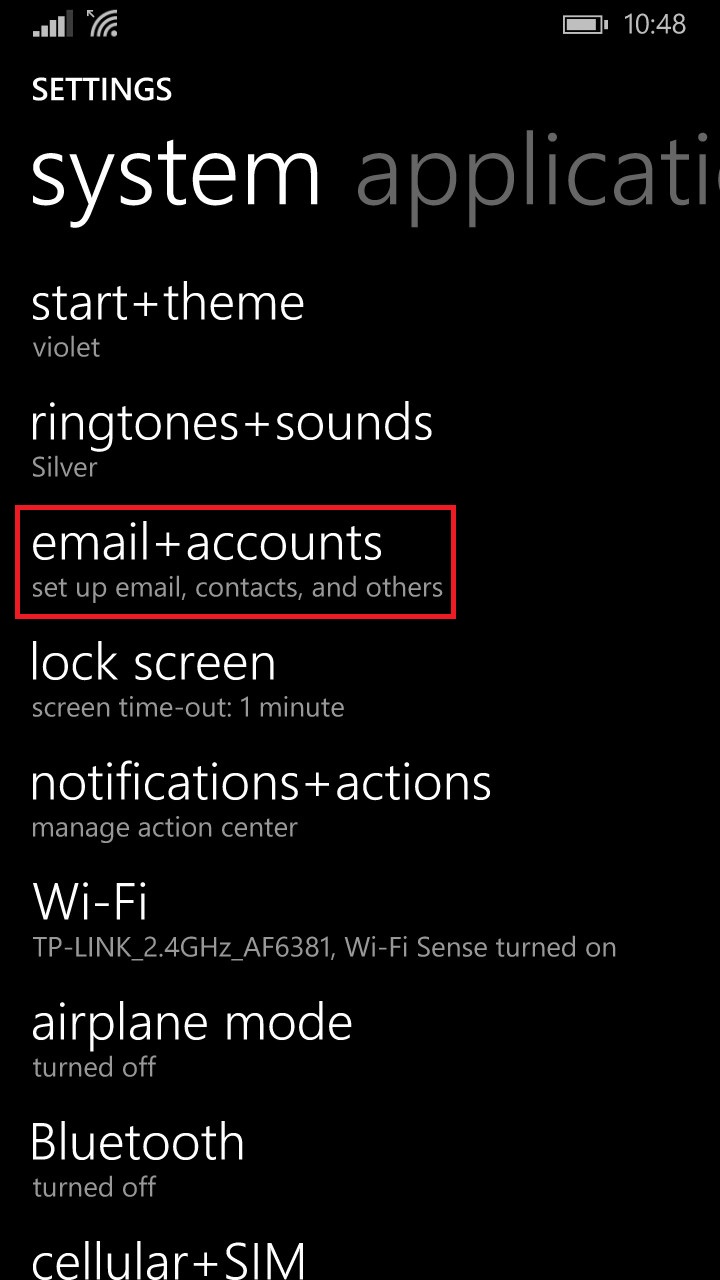 10:48
SETTINGS
system applicati
start+theme
violet
ringtones+sounds
Silver
email+accounts
set up email, contacts, and others
lock screen
screen time-out: 1 minute
notifications+actions
manage action center
Wi-Fi
TP-LINK_2.4GHz_AF6381, Wi-Fi Sense turned on
airplane mode
turned off
Bluetooth
turned off
cellular+SIM